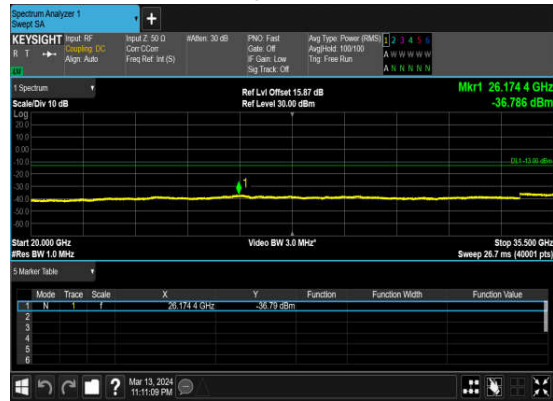 Spectrum Analyzer 1
Swept SA
KEYSIGHT Input: RF Input Z: 50 Ω #Atten: 30 dB PNO: Fast Avg Type: Power (RMS) 1 2 3 4 5 6
R T Coupling: DC Corr CCorr Gate: Off Avg|Hold: 100/100 A W W W W W
Align: Auto Freq Ref: Int (S) IF Gain: Low Trig: Free Run
Sig Track: Off A N N N N N
1 Spectrum Ref Lvl Offset 15.87 dB Mkr1 26.174 4 GHz
Scale/Div 10 dB Ref Level 30.00 dBm -36.786 dBm
Log
20.0
10.0
0.00
-10.0
-20.0
-30.0
-40.0
-50.0
-60.0
1
Start 20.000 GHz Video BW 3.0 MHz* Stop 35.500 GHz
#Res BW 1.0 MHz Sweep 26.7 ms (40001 pts)
5 Marker Table
Mode Trace Scale X Y Function Function Width Function Value
1 N 1 f 26.174 4 GHz -36.79 dBm
2
3
4
5
6
? Mar 13, 2024
11:11:09 PM